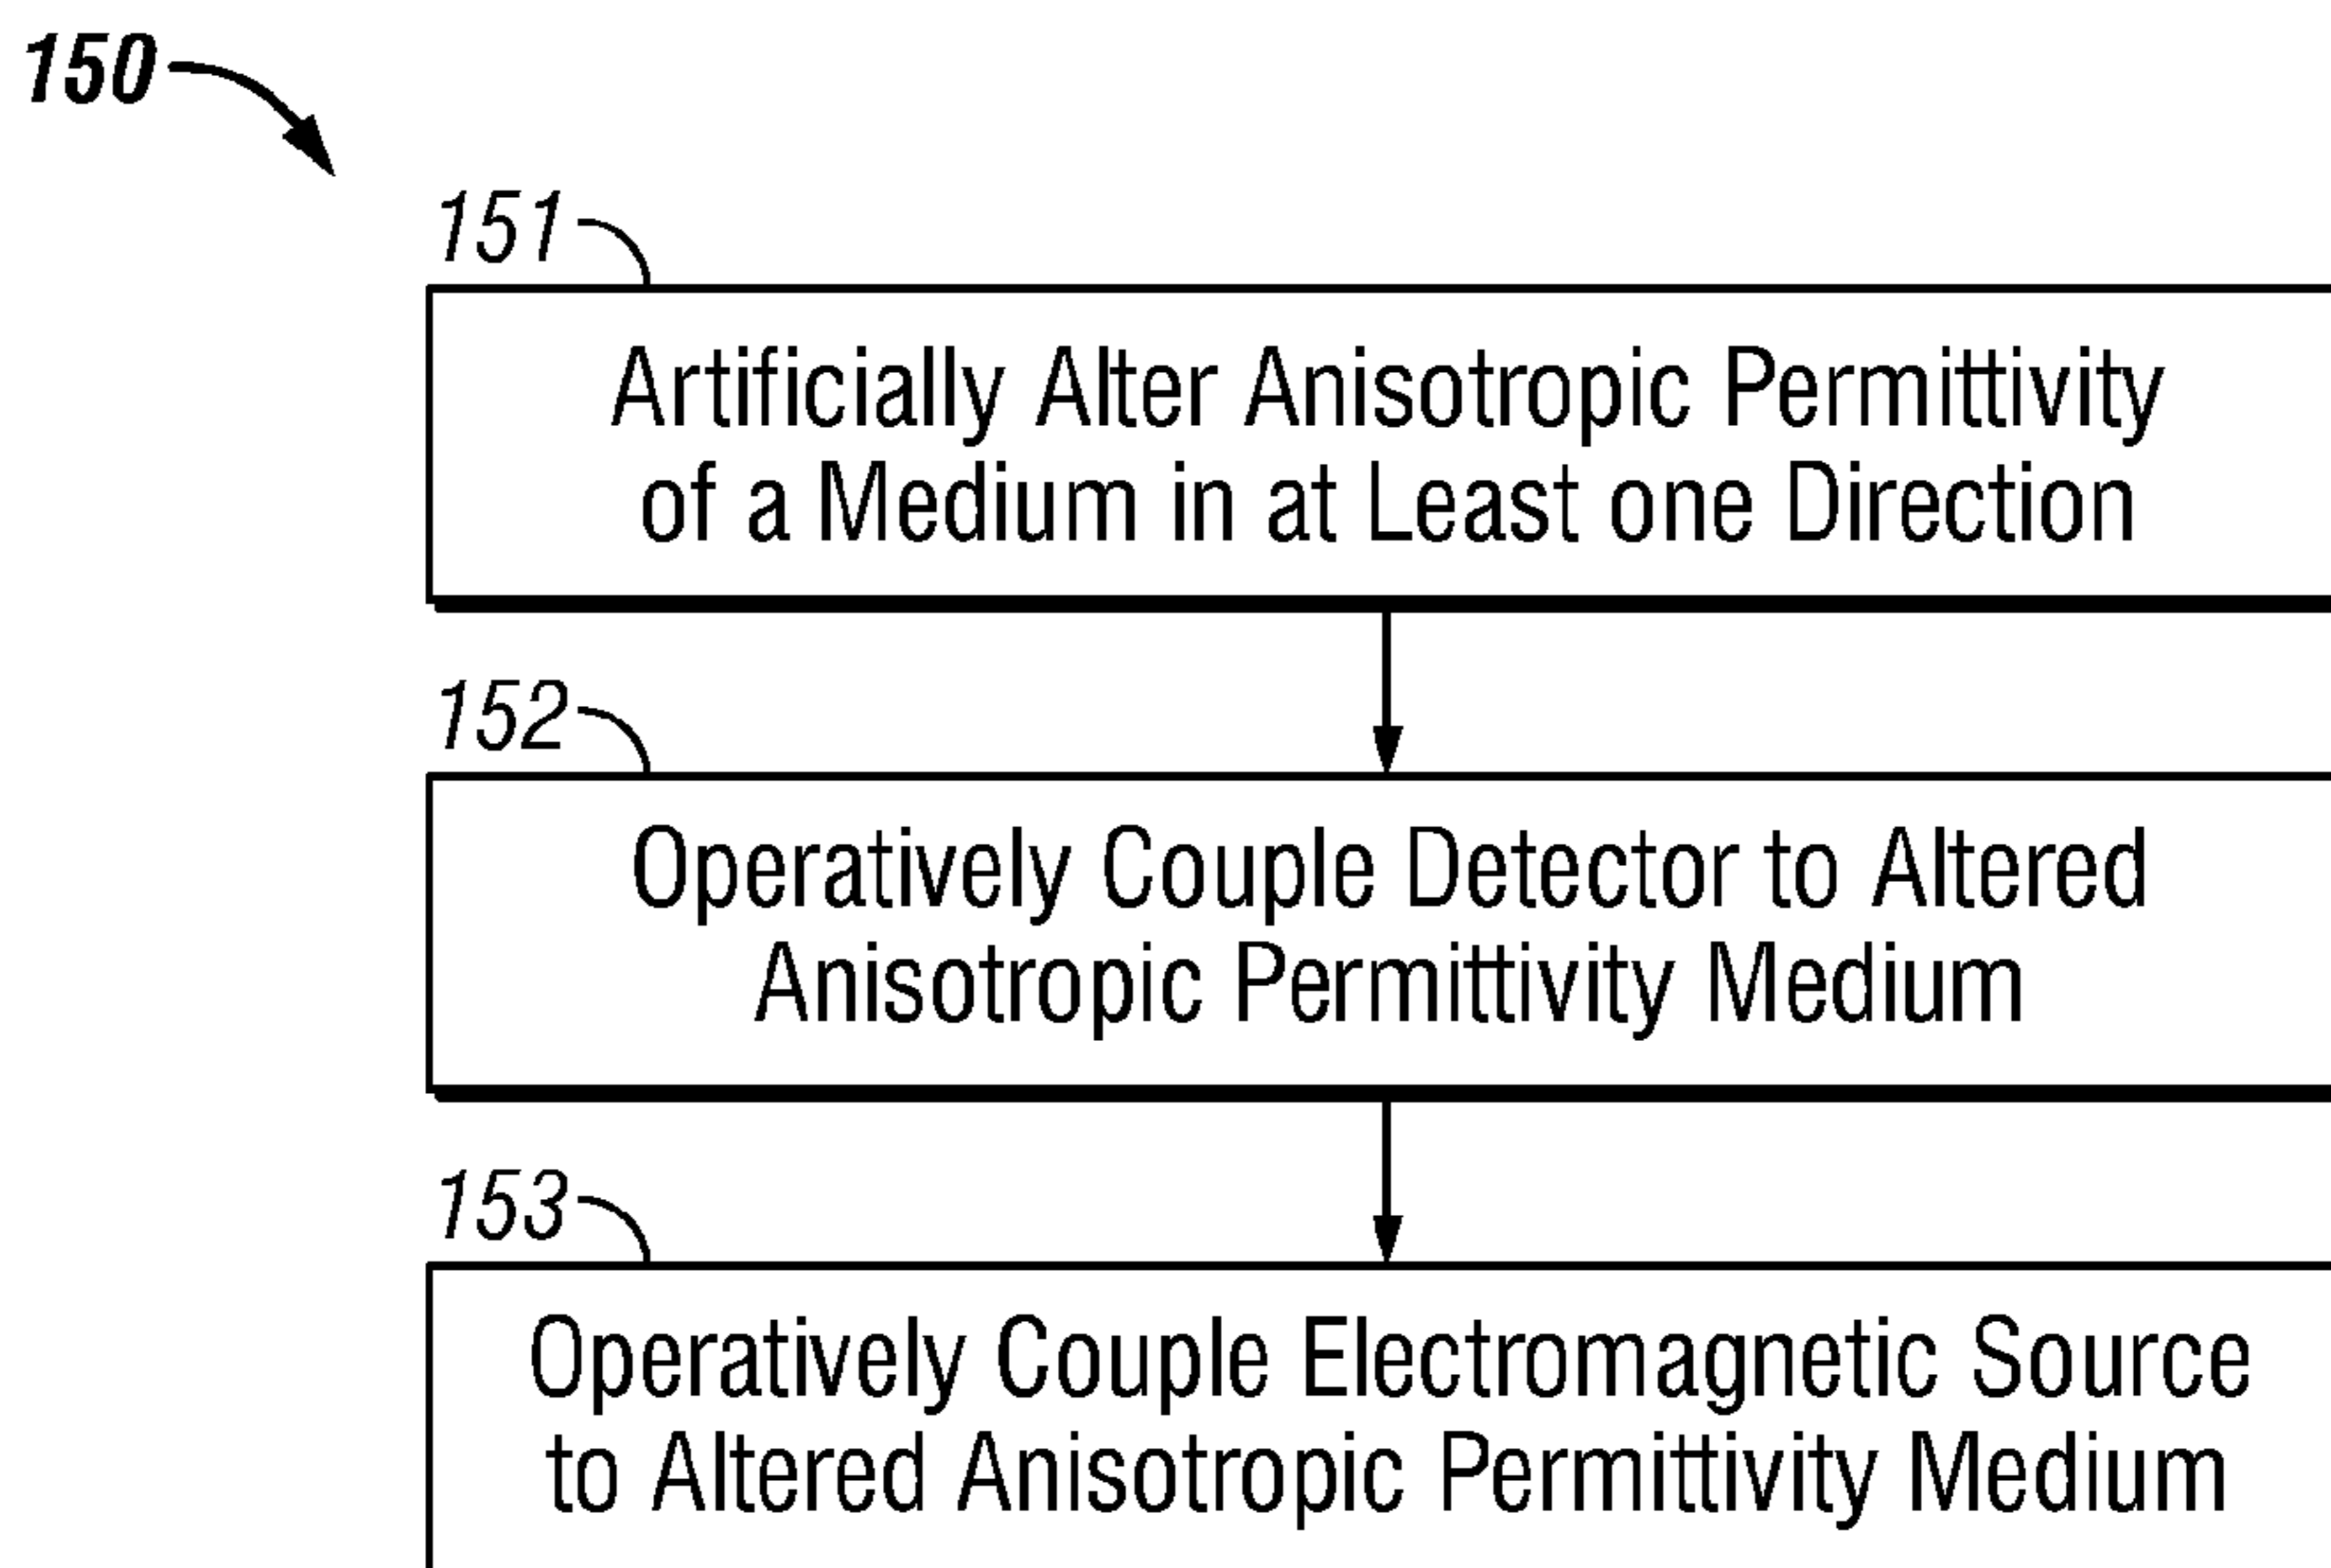 150
151
Artificially Alter Anisotropic Permittivity
of a Medium in at Least one Direction
152
Operatively Couple Detector to Altered
Anisotropic Permittivity Medium
153
Operatively Couple Electromagnetic Source
to Altered Anisotropic Permittivity Medium